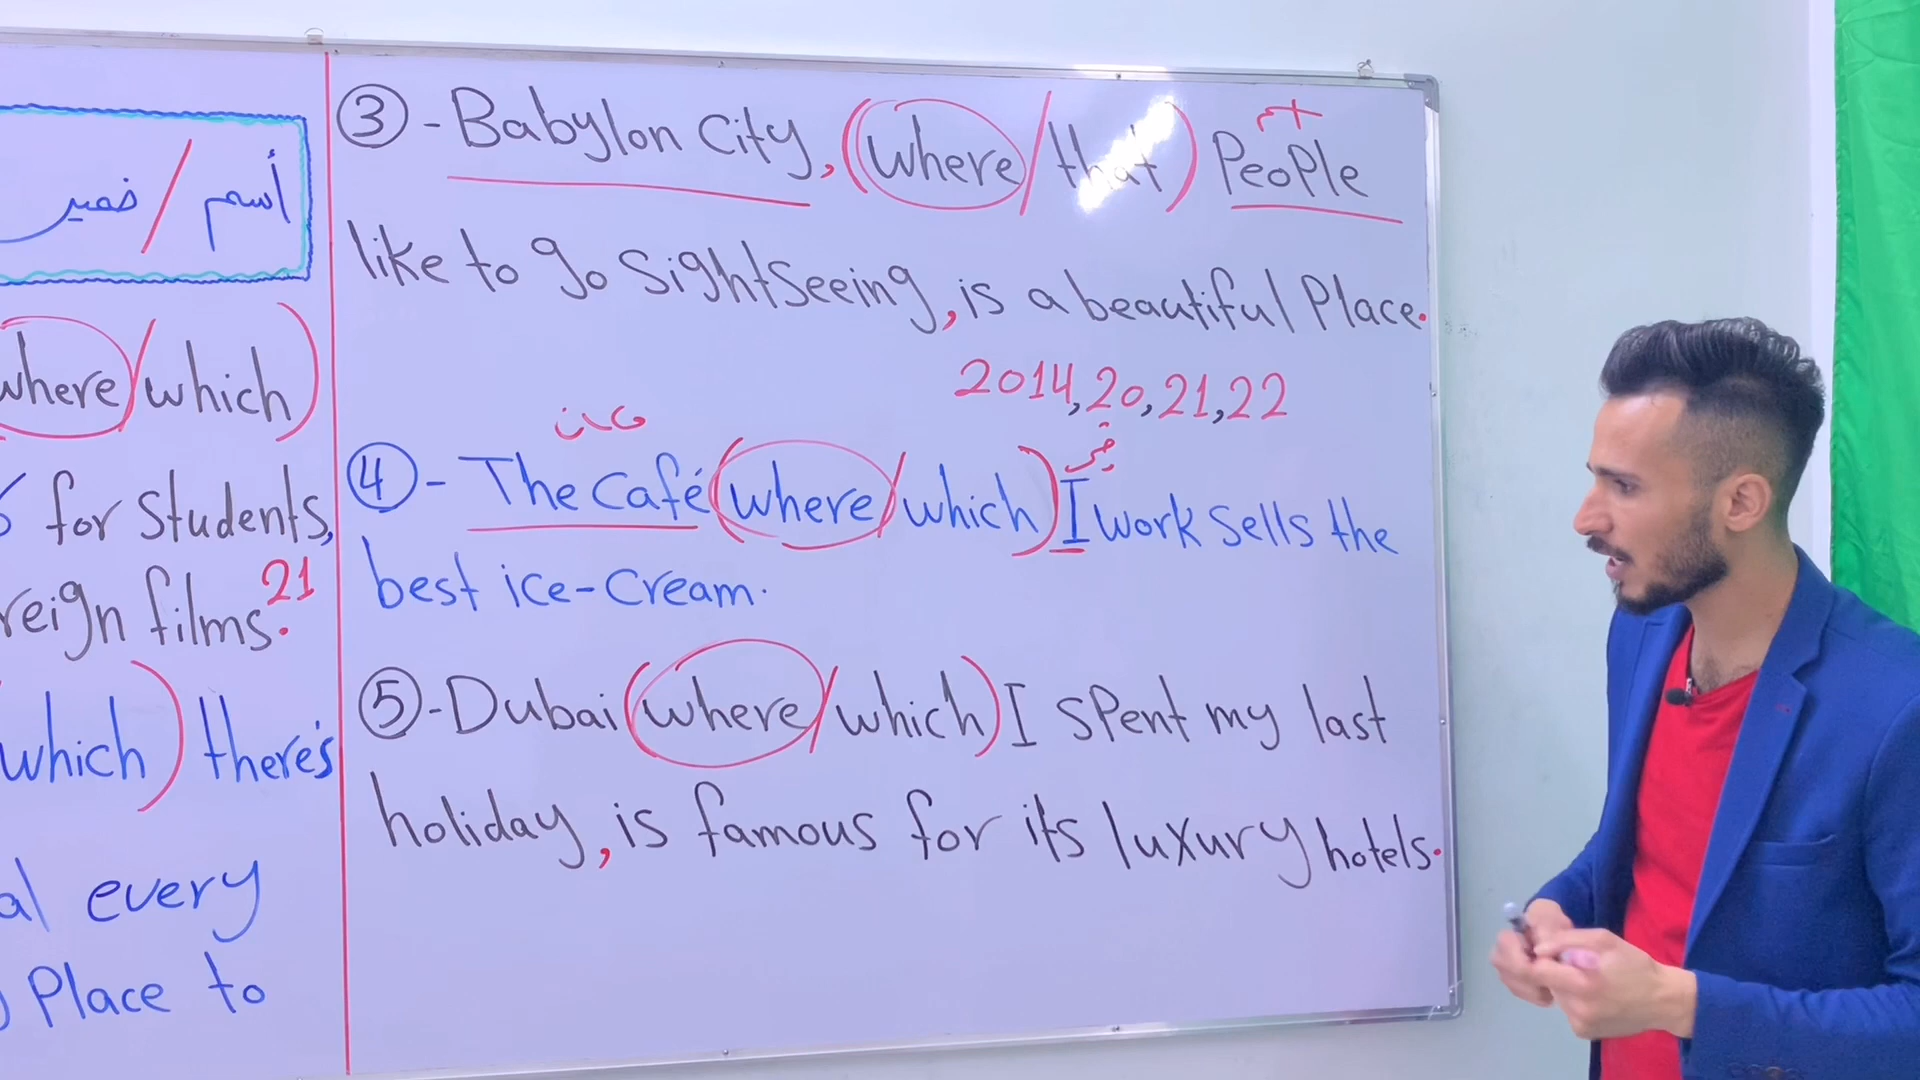 أسم / ضمير
where / which)
for students,
reign films. 21
which) there's
al every
Place to
③ - Babylon City, (where / that) People
like to go Sightseeing, is a beautiful Place.
2014, 20, 21, 22
④ - The Café (where / which) I work sells the
best ice-cream.
⑤ - Dubai (where / which) I spent my last
holiday, is famous for its luxury hotels.